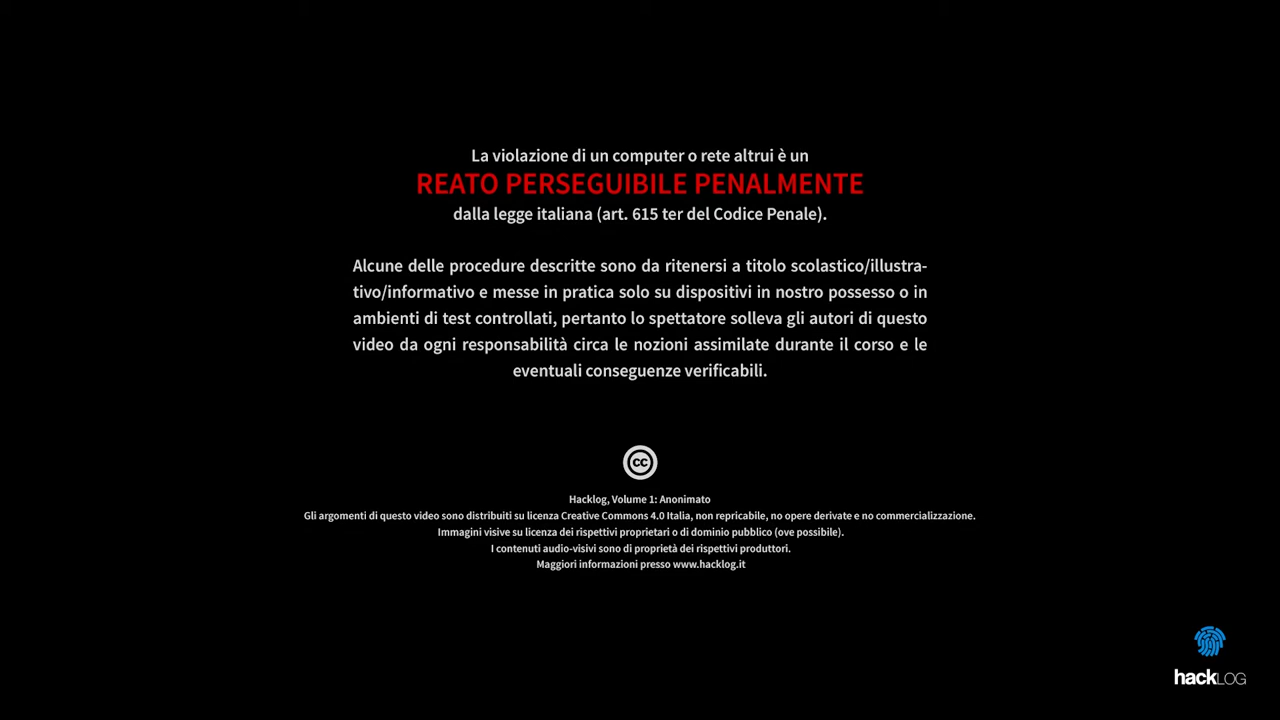 La violazione di un computer o rete altrui è un
REATO PERSEGUIBILE PENALMENTE
dalla legge italiana (art. 615 ter del Codice Penale).
Alcune delle procedure descritte sono da ritenersi a titolo scolastico/illustra-
tivo/informativo e messe in pratica solo su dispositivi in nostro possesso o in
ambienti di test controllati, pertanto lo spettatore solleva gli autori di questo
video da ogni responsabilità circa le nozioni assimilate durante il corso e le
eventuali conseguenze verificabili.
cc
Hacklog, Volume 1: Anonimato
Gli argomenti di questo video sono distribuiti su licenza Creative Commons 4.0 Italia, non repricabile, no opere derivate e no commercializzazione.
Immagini visive su licenza dei rispettivi proprietari o di dominio pubblico (ove possibile).
I contenuti audio-visivi sono di proprietà dei rispettivi produttori.
Maggiori informazioni presso www.hacklog.it
hackLOG